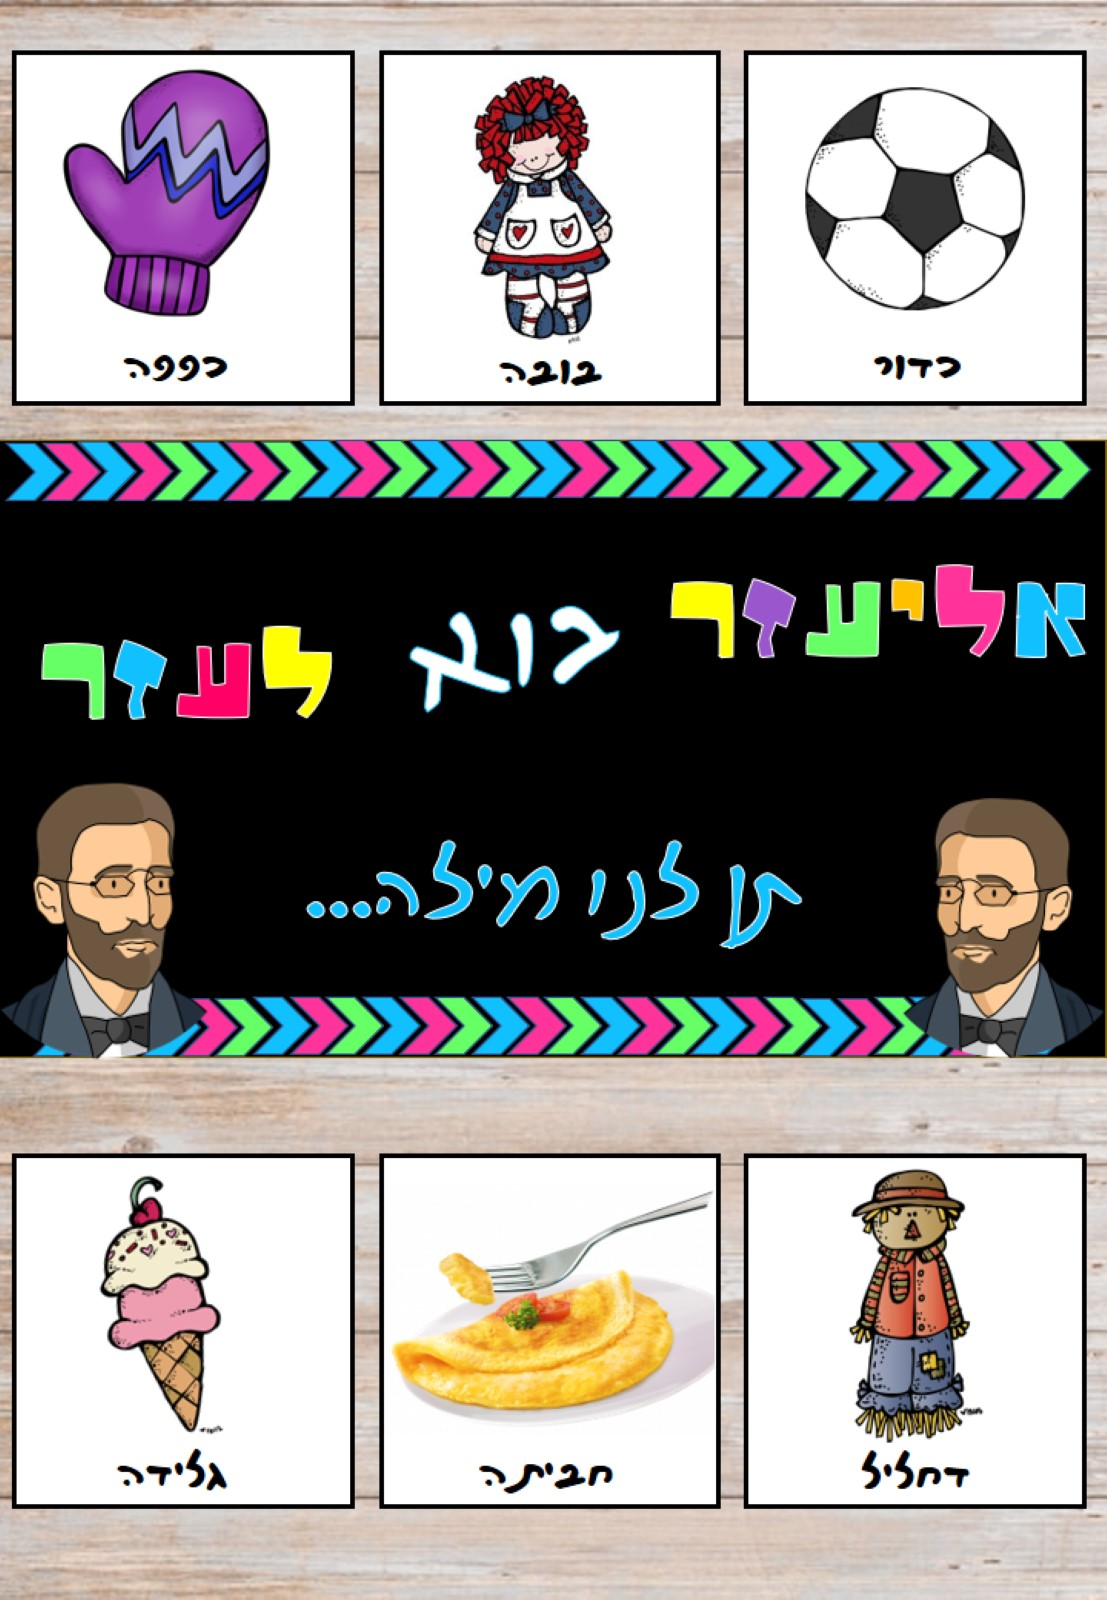 כדור
בובה
כפפה
אליעזר בוא לעזר
תן לנו מילה...
דחליל
חביתה
גלידה